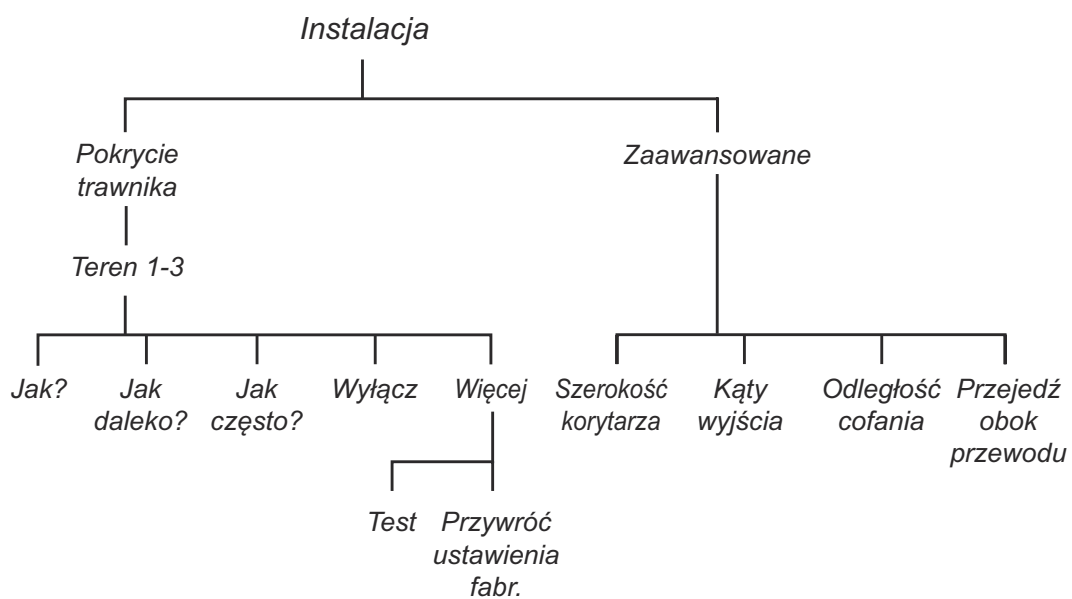 Instalacja
Pokrycie
trawnika
Zaawansowane
Teren 1-3
Jak?
Jak
daleko?
Jak
często?
Wyłącz
Więcej
Szerokość
korytarza
Kąty
wyjścia
Odległość
cofania
Przejedź
obok
przewodu
Test
Przywróć
ustawienia
fabr.